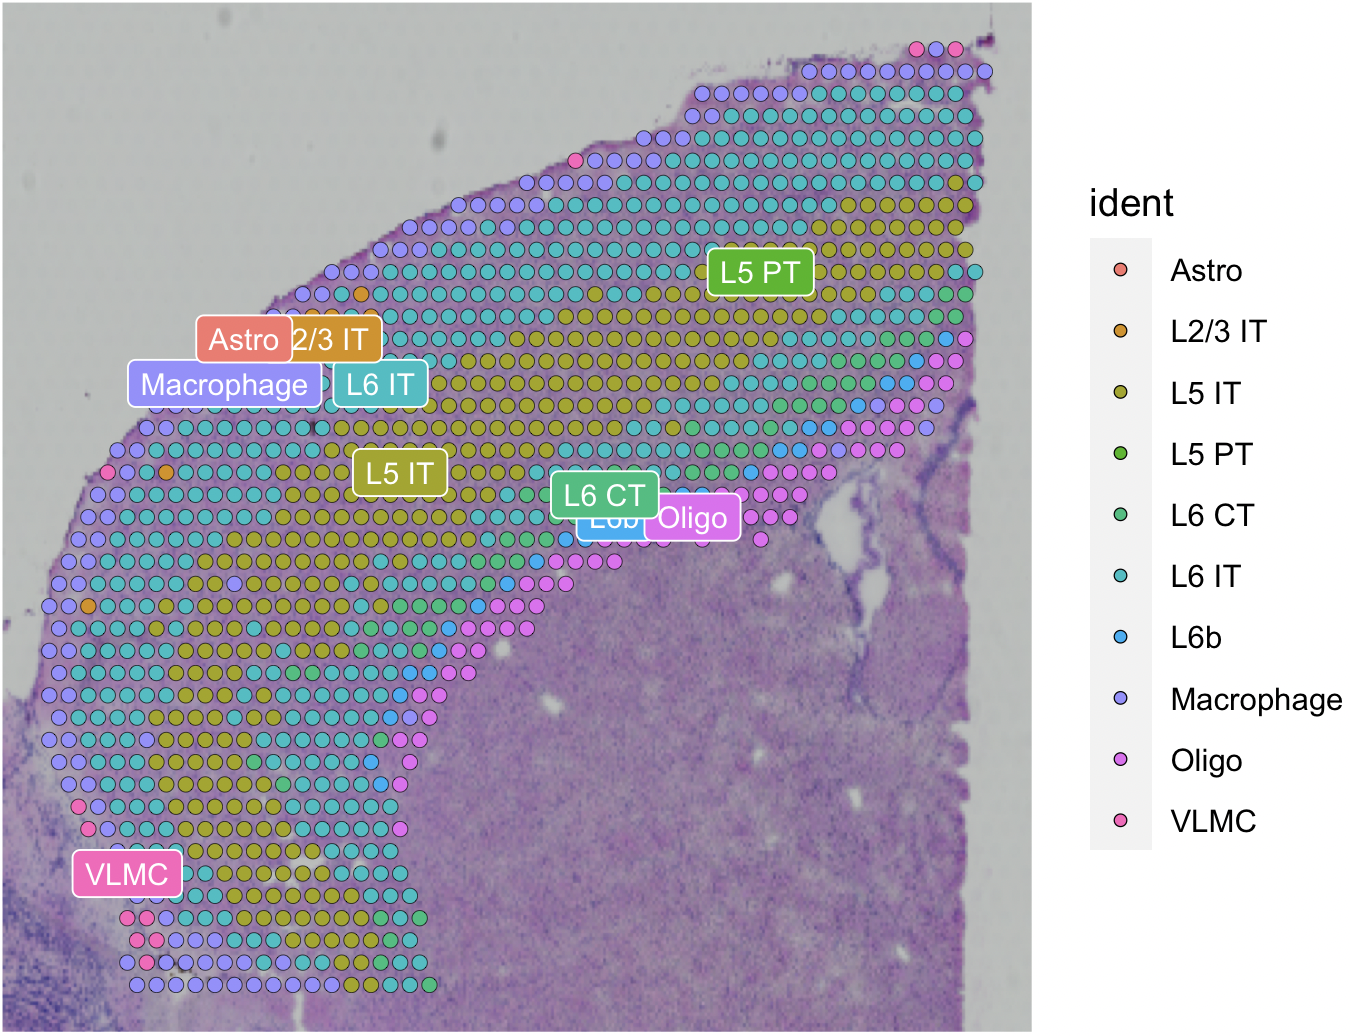 ident
Astro
L2/3 IT
L5 IT
L5 PT
L6 CT
L6 IT
L6b
Macrophage
Oligo
VLMC
L5 PT
Astro
2/3 IT
Macrophage
L6 IT
L5 IT
L6 CT
L6b
Oligo
VLMC